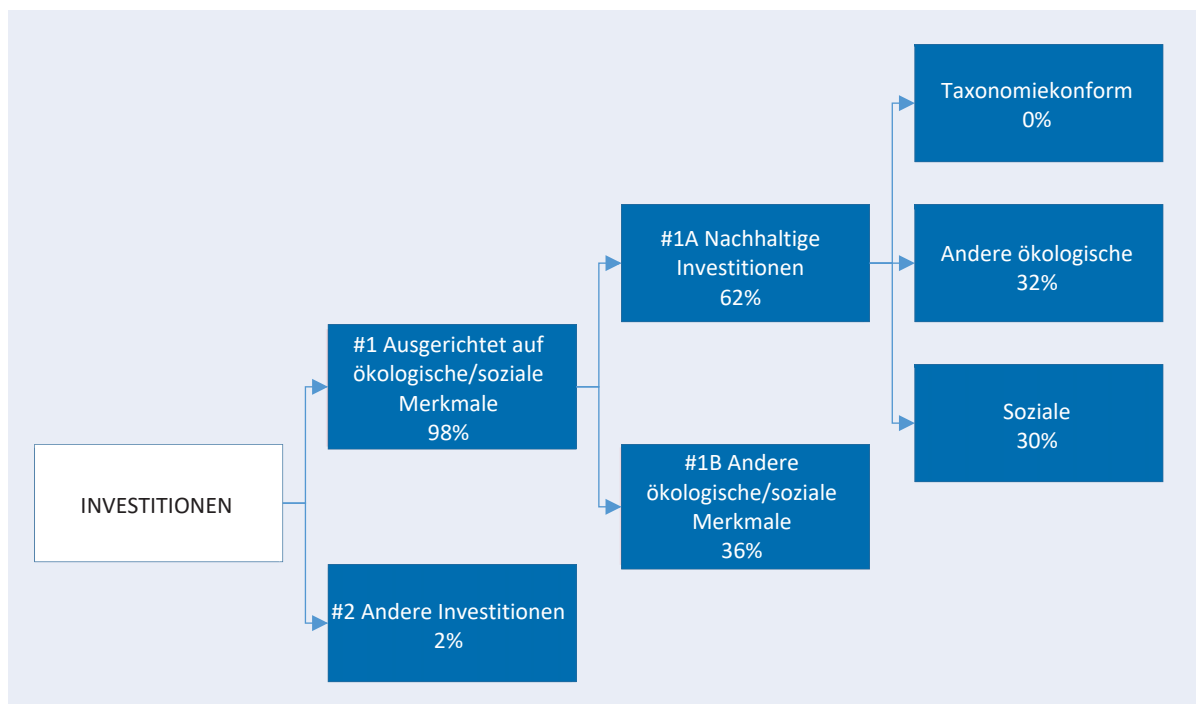 Taxonomiekonform
0%
#1A Nachhaltige
Investitionen
62%
Andere ökologische
32%
#1 Ausgerichtet auf
ökologische/soziale
Merkmale
98%
Soziale
30%
#1B Andere
ökologische/soziale
Merkmale
36%
INVESTITIONEN
#2 Andere Investitionen
2%